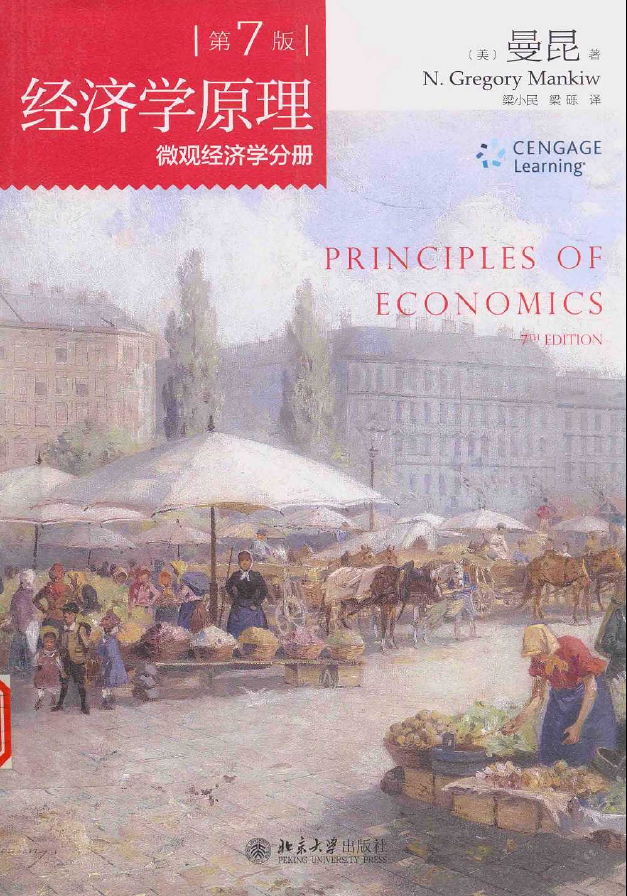 第7版
经济学原理
微观经济学分册
〔美〕曼昆 著
N. Gregory Mankiw
梁小民 梁砾 译
CENGAGE
Learning®
PRINCIPLES OF
ECONOMICS
7TH EDITION
北京大学出版社
PEKING UNIVERSITY PRESS